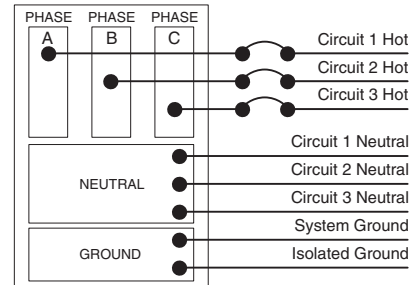 PHASE PHASE PHASE
A B C
Circuit 1 Hot
Circuit 2 Hot
Circuit 3 Hot
Circuit 1 Neutral
Circuit 2 Neutral
NEUTRAL
Circuit 3 Neutral
System Ground
GROUND
Isolated Ground